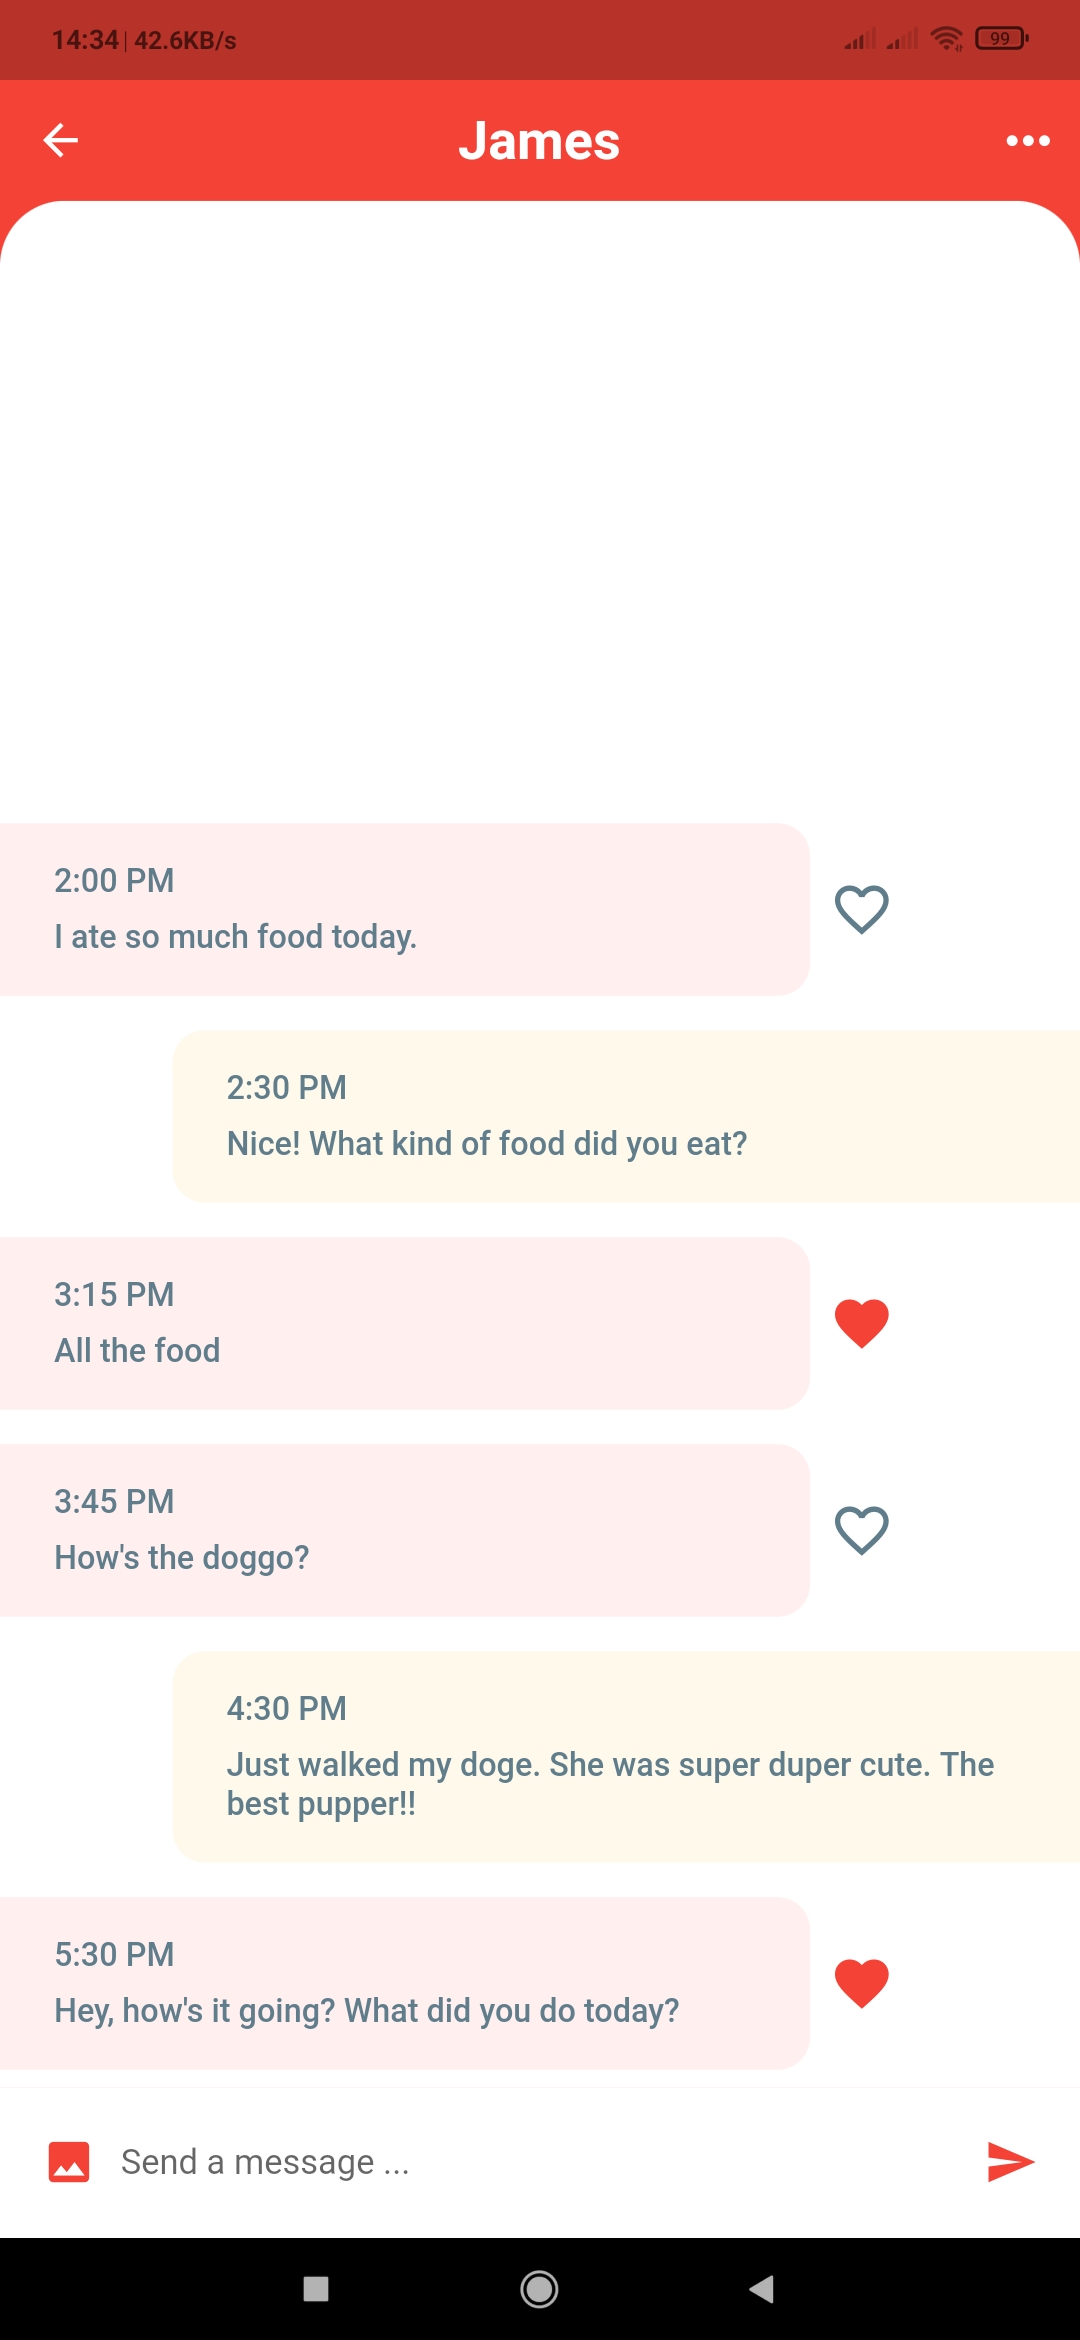 14:34 | 42.6KB/s 99
James
2:00 PM
I ate so much food today.
2:30 PM
Nice! What kind of food did you eat?
3:15 PM
All the food
3:45 PM
How's the doggo?
4:30 PM
Just walked my doge. She was super duper cute. The
best pupper!!
5:30 PM
Hey, how's it going? What did you do today?
Send a message ...